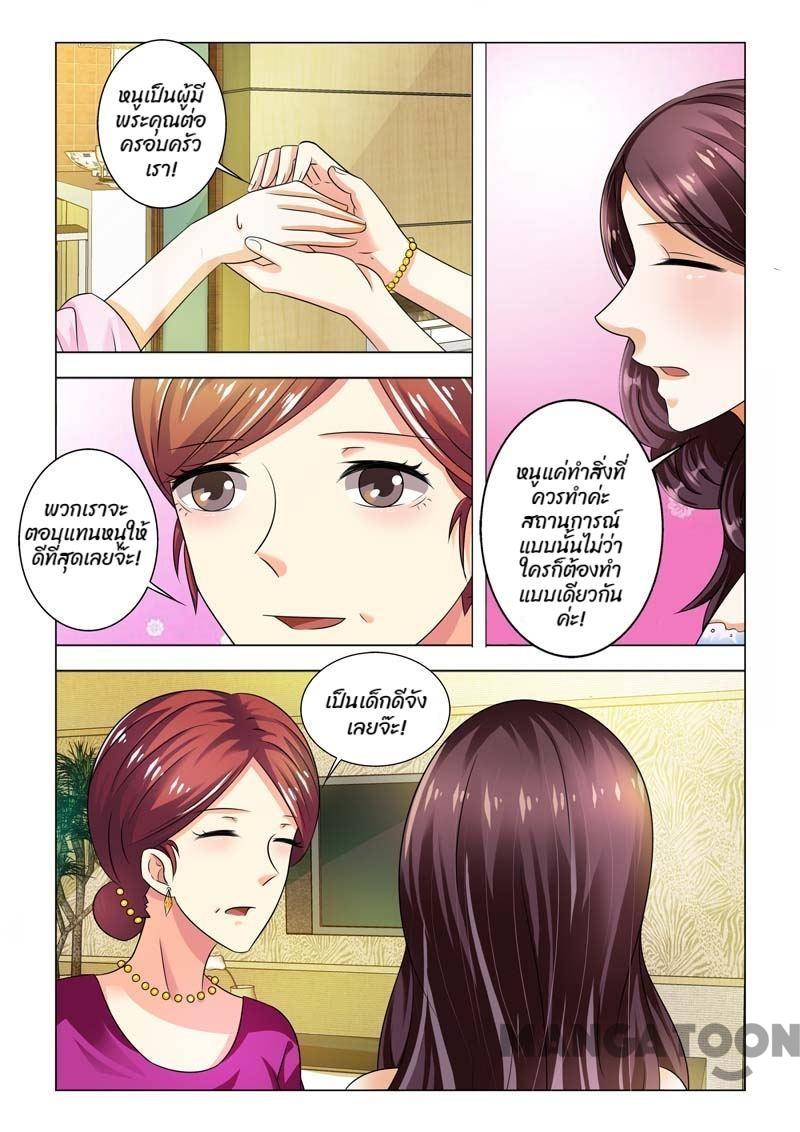 หนูเป็นผู้มี
พระคุณต่อ
ครอบครัว
เรา!
หนูแค่ทำสิ่งที่
ควรทำค่ะ
สถานการณ์
แบบนั้นไม่ว่า
ใครก็ต้องทำ
แบบเดียวกัน
ค่ะ!
พวกเราจะ
ตอบแทนหนูให้
ดีที่สุดเลยจ๊ะ!
เป็นเด็กดีจัง
เลยจ๊ะ!
MANGATOON